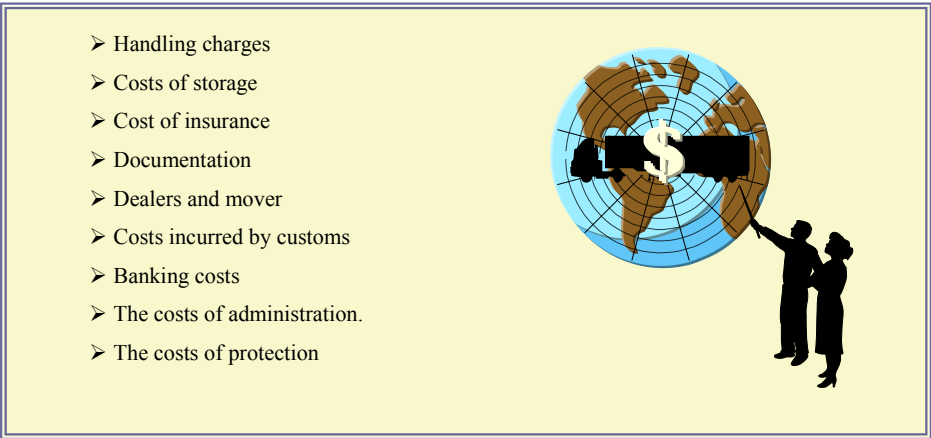 ➢ Handling charges
➢ Costs of storage
➢ Cost of insurance
➢ Documentation
➢ Dealers and mover
➢ Costs incurred by customs
➢ Banking costs
➢ The costs of administration.
➢ The costs of protection
$